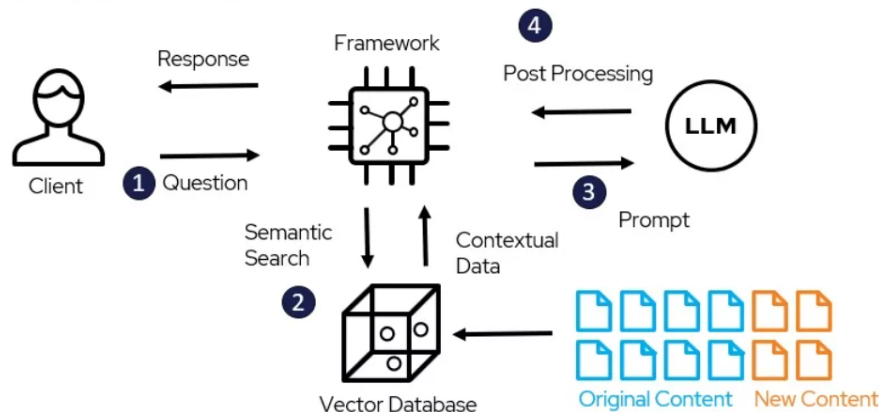 4
Framework
Response
Post Processing
LLM
1
Question
Client
3
Prompt
Semantic
Search
Contextual
Data
2
Vector Database
Original Content
New Content